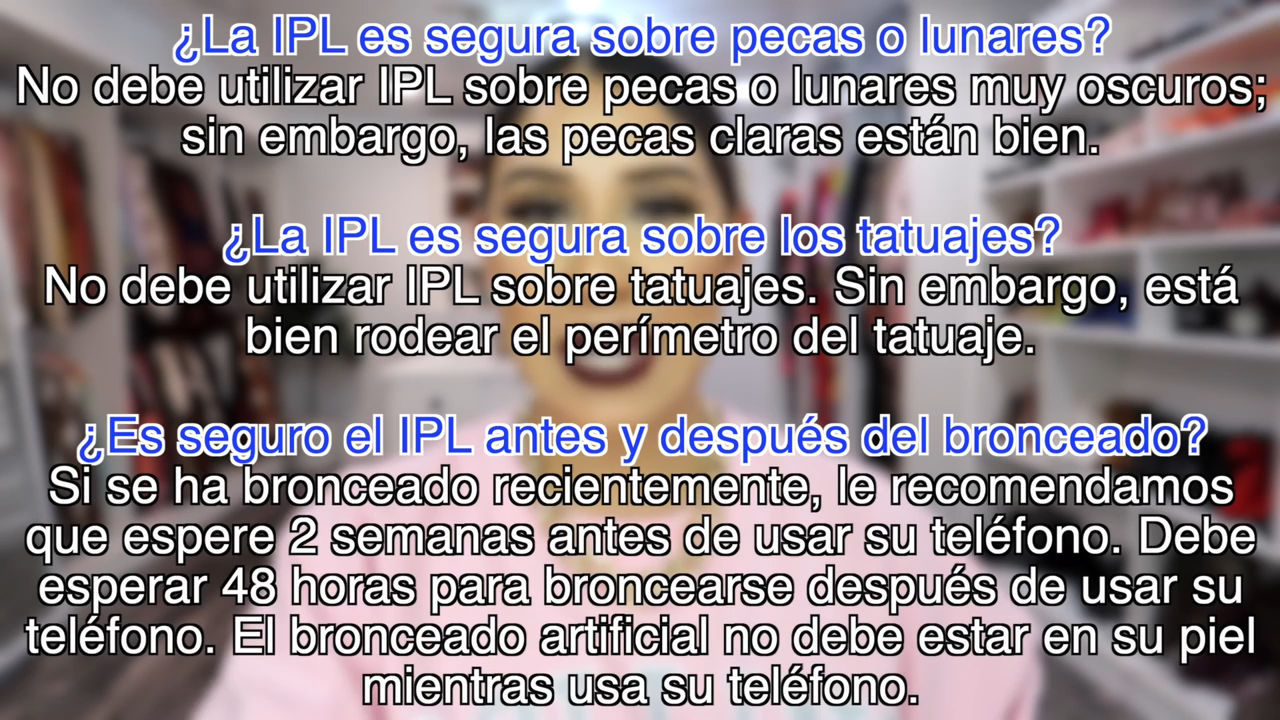 ¿La IPL es segura sobre pecas o lunares?
No debe utilizar IPL sobre pecas o lunares muy oscuros;
sin embargo, las pecas claras están bien.
¿La IPL es segura sobre los tatuajes?
No debe utilizar IPL sobre tatuajes. Sin embargo, está
bien rodear el perímetro del tatuaje.
¿Es seguro el IPL antes y después del bronceado?
Si se ha bronceado recientemente, le recomendamos
que espere 2 semanas antes de usar su teléfono. Debe
esperar 48 horas para broncearse después de usar su
teléfono. El bronceado artificial no debe estar en su piel
mientras usa su teléfono.